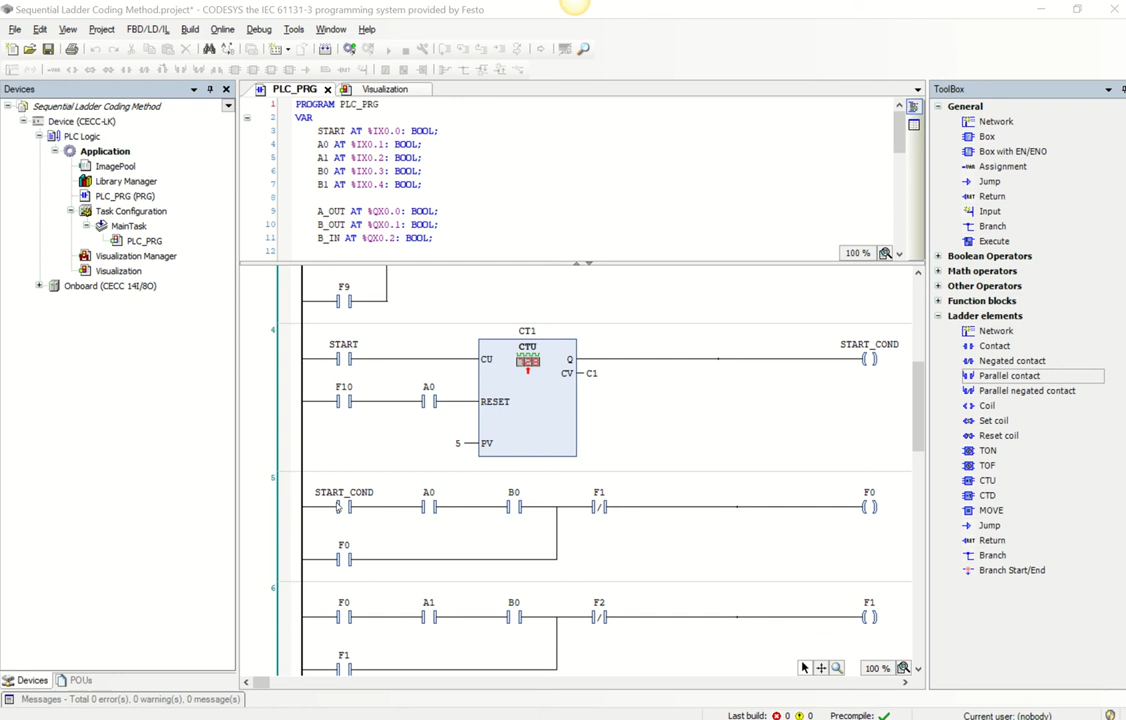 Sequential Ladder Coding Method.project* - CODESYS the IEC 61131-3 programming system provided by Festo
File Edit View Project FBD/LD/IL Build Online Debug Tools Window Help
Devices
Sequential Ladder Coding Method
Device (CECC-LK)
PLC Logic
Application
ImagePool
Library Manager
PLC_PRG (PRG)
Task Configuration
MainTask
PLC_PRG
Visualization Manager
Visualization
Onboard (CECC 14I/8O)
Devices POUs
PLC_PRG Visualization
1 PROGRAM PLC_PRG
2 VAR
3 START AT %IX0.0: BOOL;
4 A0 AT %IX0.1: BOOL;
5 A1 AT %IX0.2: BOOL;
6 B0 AT %IX0.3: BOOL;
7 B1 AT %IX0.4: BOOL;
8
9 A_OUT AT %QX0.0: BOOL;
10 B_OUT AT %QX0.1: BOOL;
11 B_IN AT %QX0.2: BOOL;
12
100 %
F9
4
CT1
START CTU START_COND
CU Q
CV C1
F10 A0
RESET
5 PV
5
START_COND A0 B0 F1 F0
F0
6
F0 A1 B0 F2 F1
F1
100 %
ToolBox
General
Network
Box
Box with EN/ENO
Assignment
Jump
Return
Input
Branch
Execute
Boolean Operators
Math operators
Other Operators
Function blocks
Ladder elements
Network
Contact
Negated contact
Parallel contact
Parallel negated contact
Coil
Set coil
Reset coil
TON
TOF
CTU
CTD
MOVE
Jump
Return
Branch
Branch Start/End
Messages - Total 0 error(s), 0 warning(s), 0 message(s)
Last build: 0 0 Precompile: Current user: (nobody)